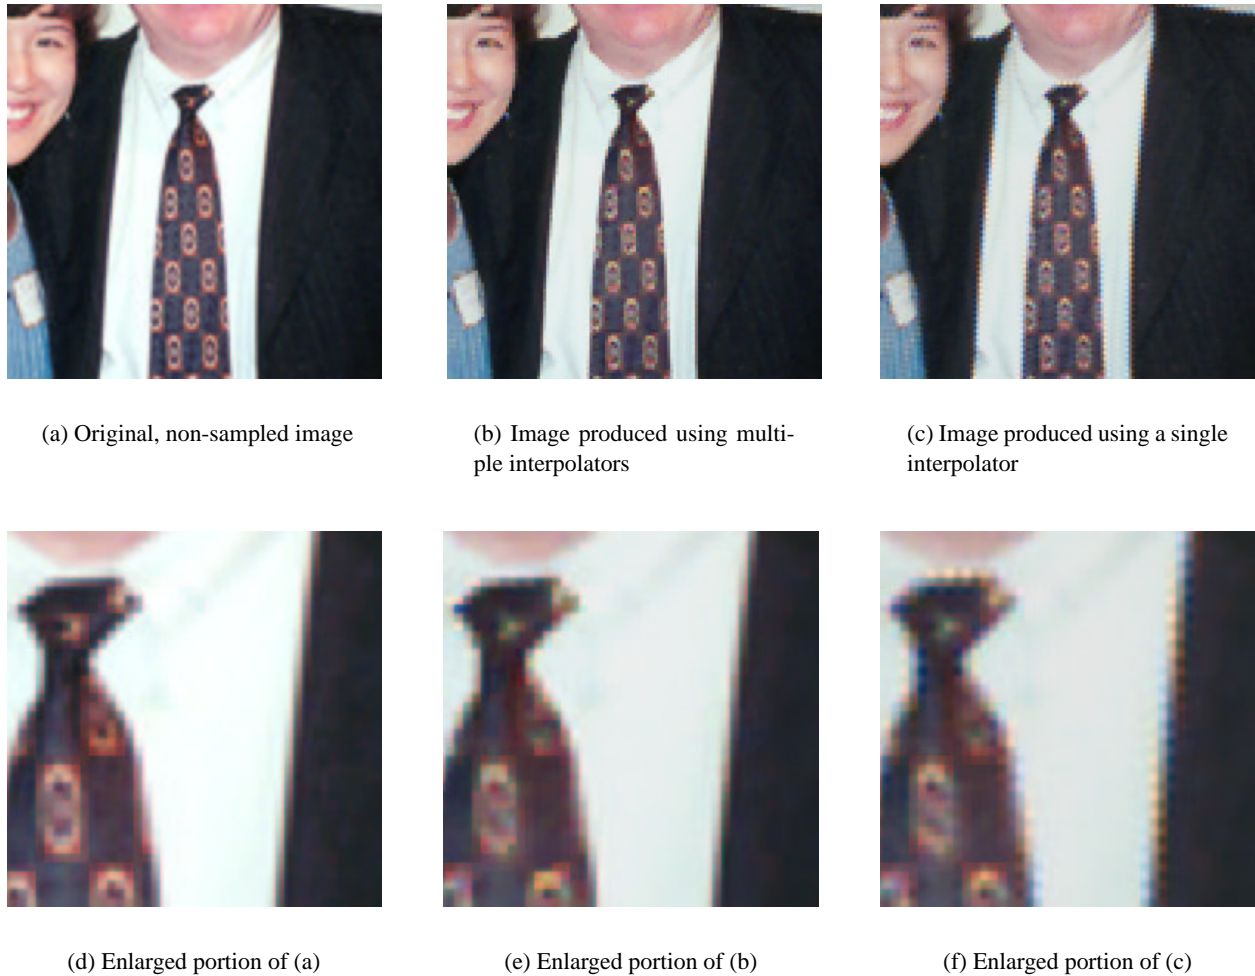 (a) Original, non-sampled image
(b) Image produced using multi-
ple interpolators
(c) Image produced using a single
interpolator
(d) Enlarged portion of (a)
(e) Enlarged portion of (b)
(f) Enlarged portion of (c)